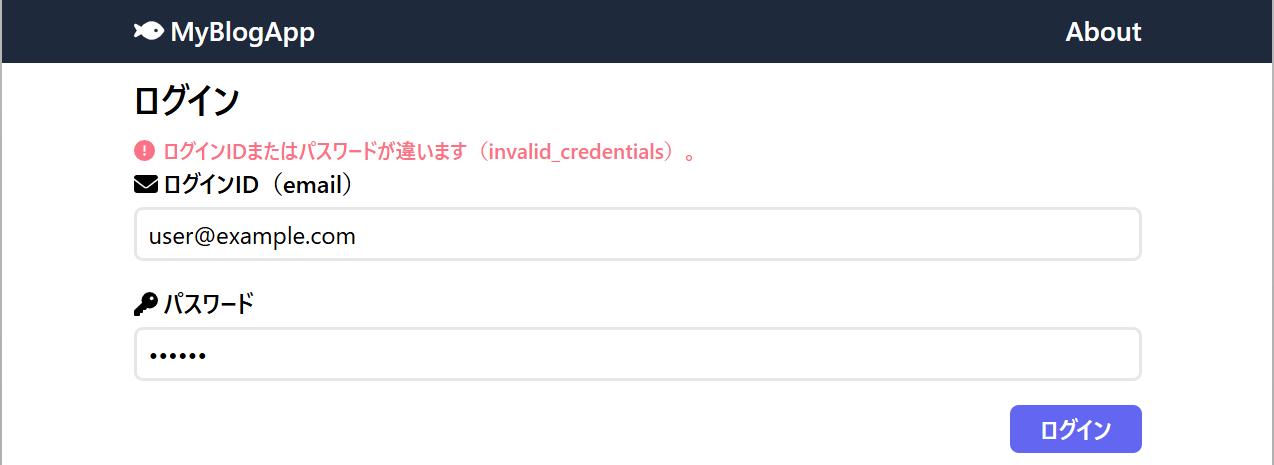 MyBlogApp About
ログイン
ログインIDまたはパスワードが違います（invalid_credentials）。
ログインID（email）
user@example.com
パスワード
••••••
ログイン